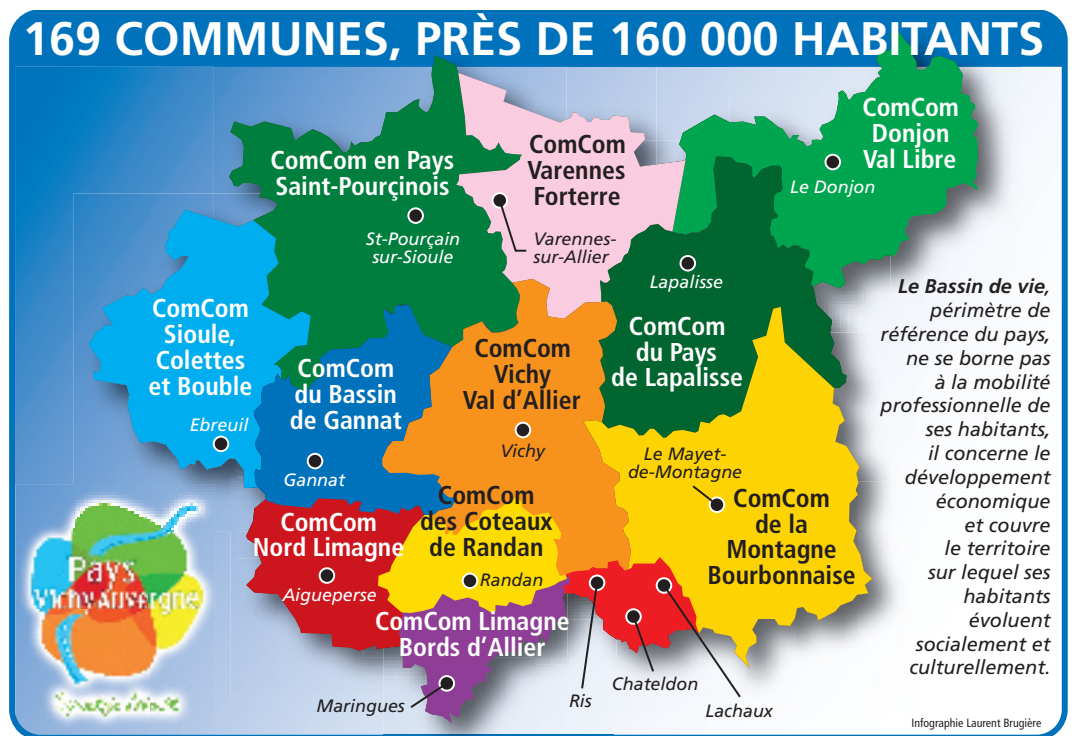 169 COMMUNES, PRÈS DE 160 000 HABITANTS
ComCom
Donjon
Val Libre
Le Donjon
ComCom
Varennes
Forterre
Varennes-
sur-Allier
ComCom en Pays
Saint-Pourçinois
St-Pourçain
sur-Sioule
Lapalisse
ComCom
du Pays
de Lapalisse
ComCom
Sioule,
Colettes
et Bouble
Ebreuil
ComCom
du Bassin
de Gannat
Gannat
ComCom
Vichy
Val d'Allier
Vichy
Le Mayet-
de-Montagne
ComCom
de la
Montagne
Bourbonnaise
ComCom
Nord Limagne
Aigueperse
ComCom
des Coteaux
de Randan
Randan
ComCom Limagne
Bords d'Allier
Maringues
Ris
Chateldon
Lachaux
Le Bassin de vie,
périmètre de
référence du pays,
ne se borne pas
à la mobilité
professionnelle de
ses habitants,
il concerne le
développement
économique
et couvre
le territoire
sur lequel ses
habitants
évoluent
socialement et
culturellement.
Pays
Vichy Auvergne
Infographie Laurent Brugière